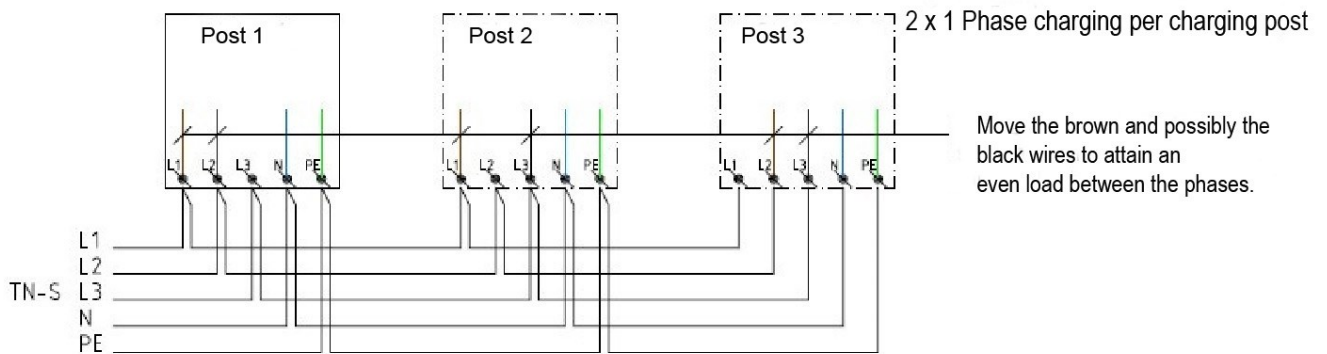 Post 1
Post 2
Post 3
2 x 1 Phase charging per charging post
Move the brown and possibly the
black wires to attain an
even load between the phases.
L1 L2 L3 N PE
L1 L2 L3 N PE
L1 L2 L3 N PE
L1
L2
TN-S L3
N
PE